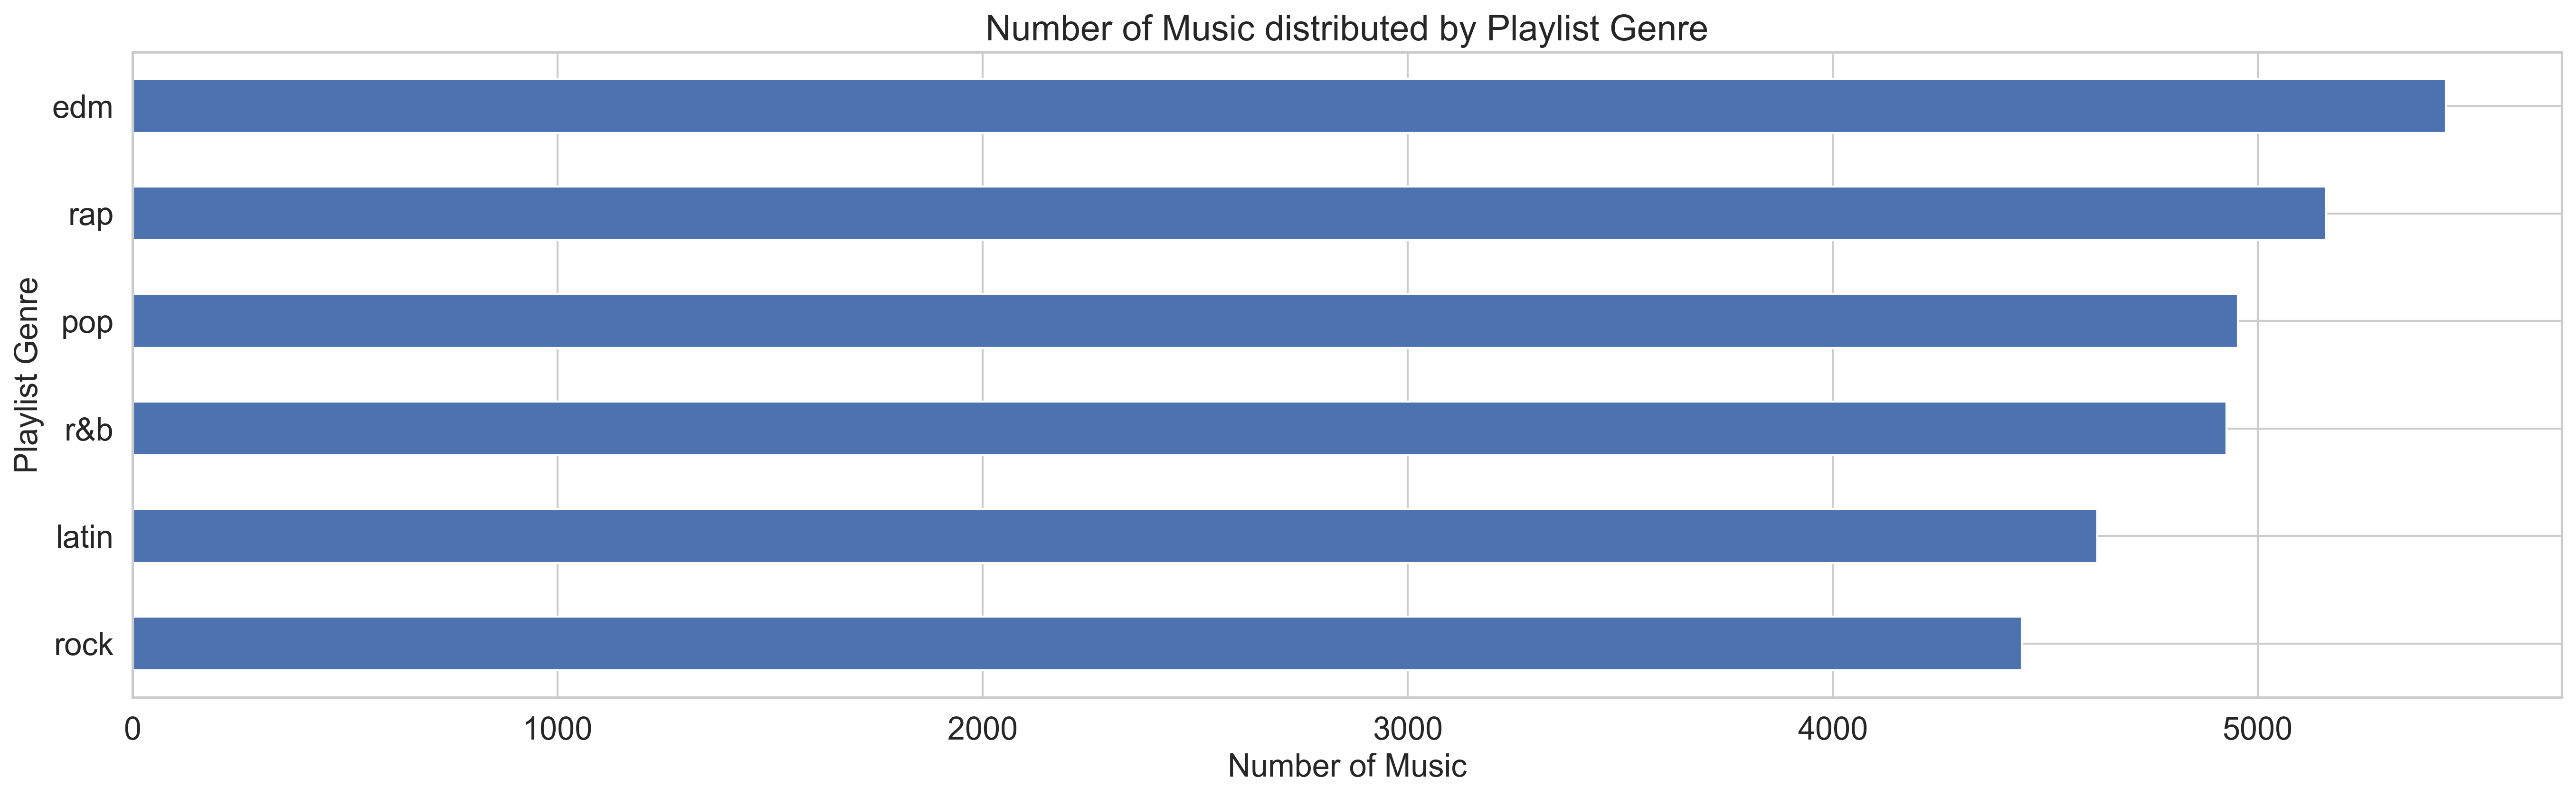 Number of Music distributed by Playlist Genre
Playlist Genre
edm
rap
pop
r&b
latin
rock
0 1000 2000 3000 4000 5000
Number of Music